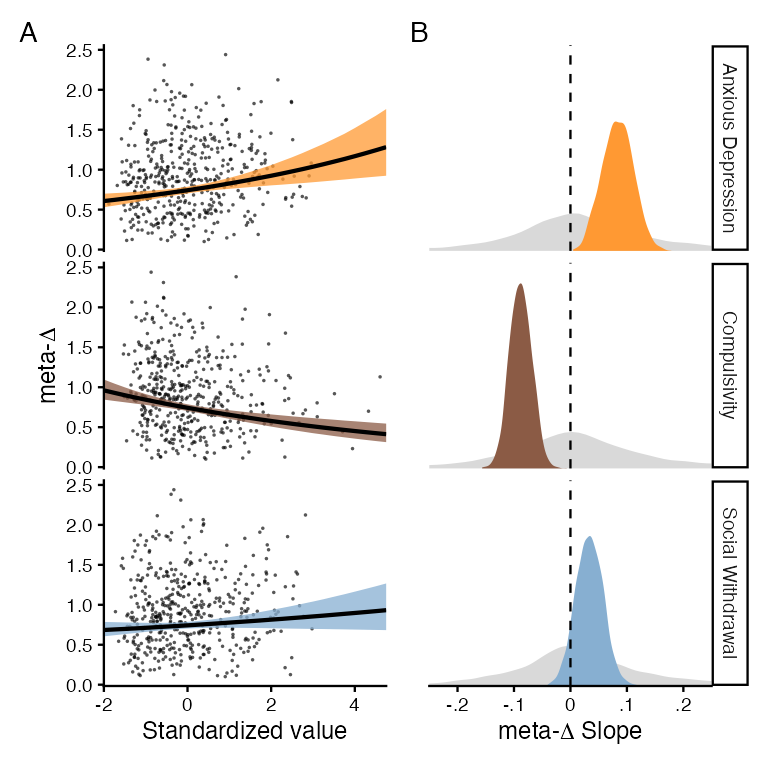 A
B
2.5
2.0
1.5
1.0
0.5
0.0
Anxious Depression
2.5
2.0
1.5
1.0
0.5
0.0
meta-Δ
Compulsivity
2.5
2.0
1.5
1.0
0.5
0.0
Social Withdrawal
-2 0 2 4
-.2 -.1 0 .1 .2
Standardized value
meta-Δ Slope